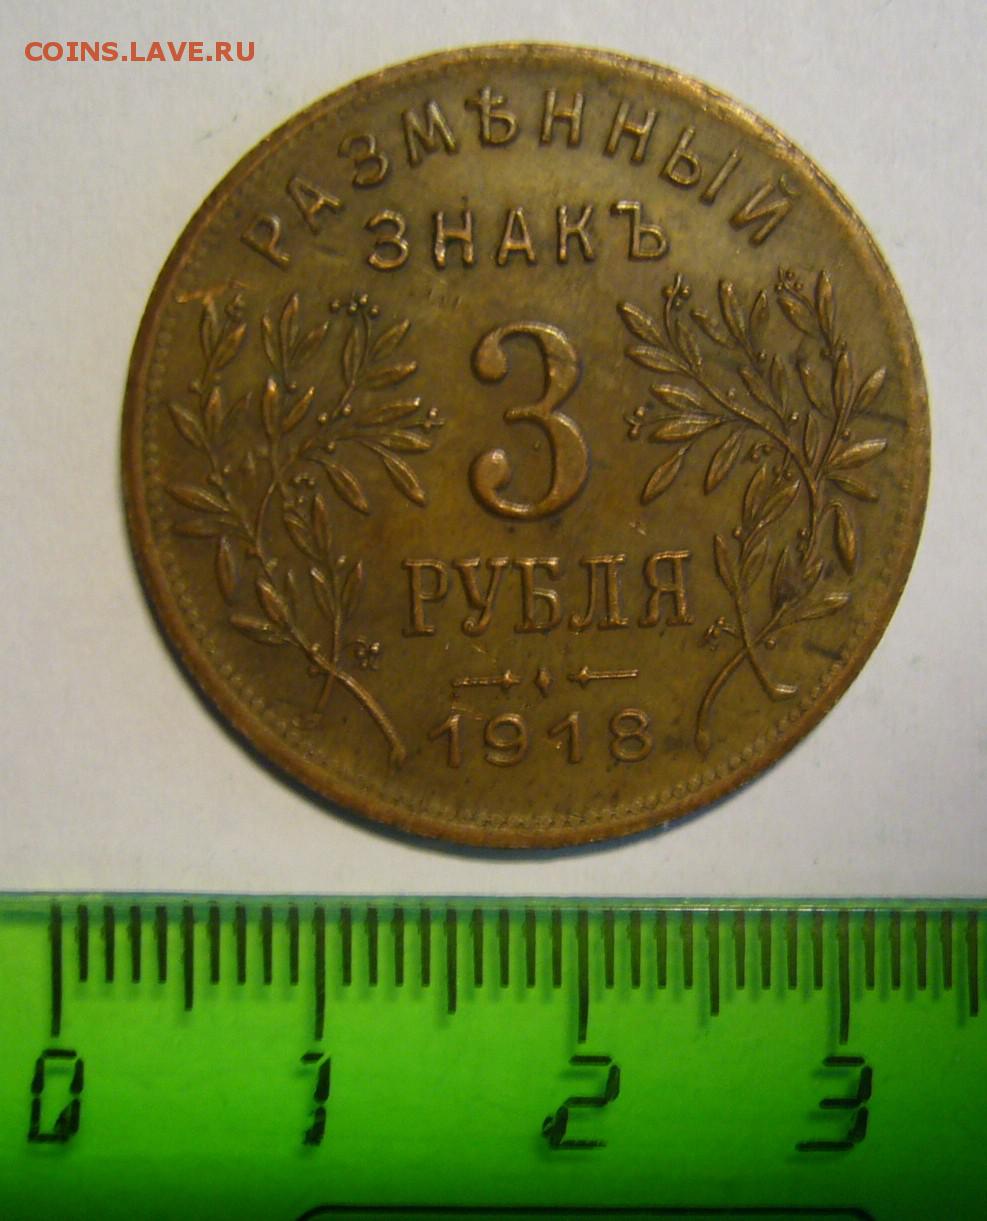 COINS.LAVE.RU
РАЗМѢННЫЙ
ЗНАКЪ
3
РУБЛЯ
1918
0 1 2 3